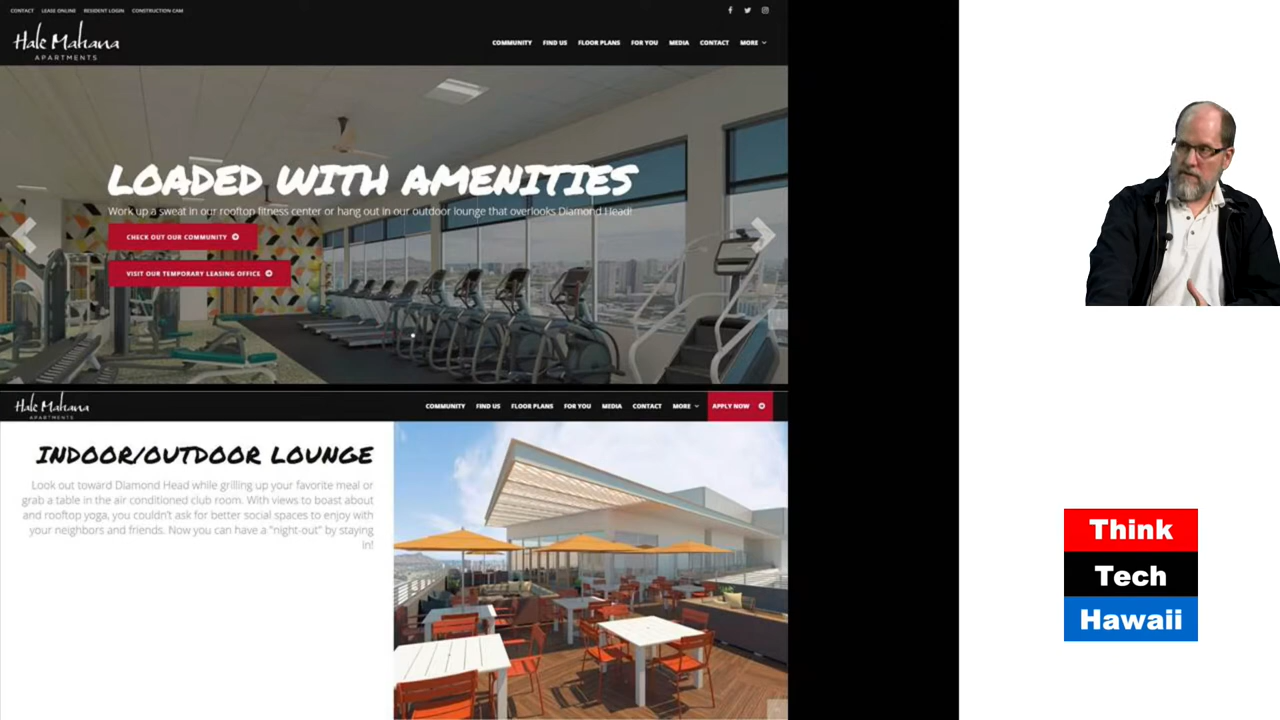 CONTACT LEASE ONLINE RESIDENT LOGIN CONSTRUCTION CAM
Hale Mahana
APARTMENTS
COMMUNITY FIND US FLOOR PLANS FOR YOU MEDIA CONTACT MORE
LOADED WITH AMENITIES
Work up a sweat in our rooftop fitness center or hang out in our outdoor lounge that overlooks Diamond Head!
CHECK OUT OUR COMMUNITY
VISIT OUR TEMPORARY LEASING OFFICE
Hale Mahana
APARTMENTS
COMMUNITY FIND US FLOOR PLANS FOR YOU MEDIA CONTACT MORE APPLY NOW
INDOOR/OUTDOOR LOUNGE
Look out toward Diamond Head while grilling up your favorite meal or
grab a table in the air conditioned club room. With views to boast about
and rooftop yoga, you couldn't ask for better social spaces to enjoy with
your neighbors and friends. Now you can have a "night-out" by staying
in!
Think
Tech
Hawaii